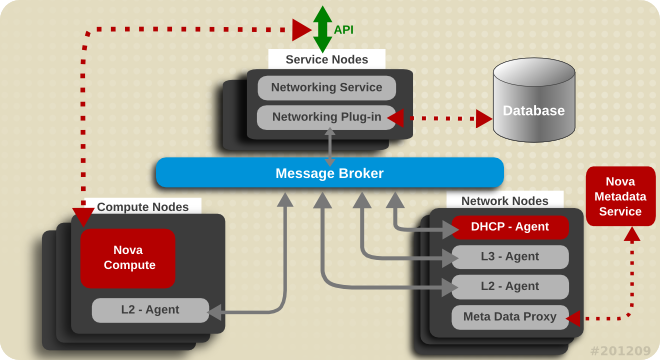 API
Service Nodes
Networking Service
Networking Plug-in
Database
Message Broker
Nova
Metadata
Service
Compute Nodes
Nova
Compute
L2 - Agent
Network Nodes
DHCP - Agent
L3 - Agent
L2 - Agent
Meta Data Proxy
#201209